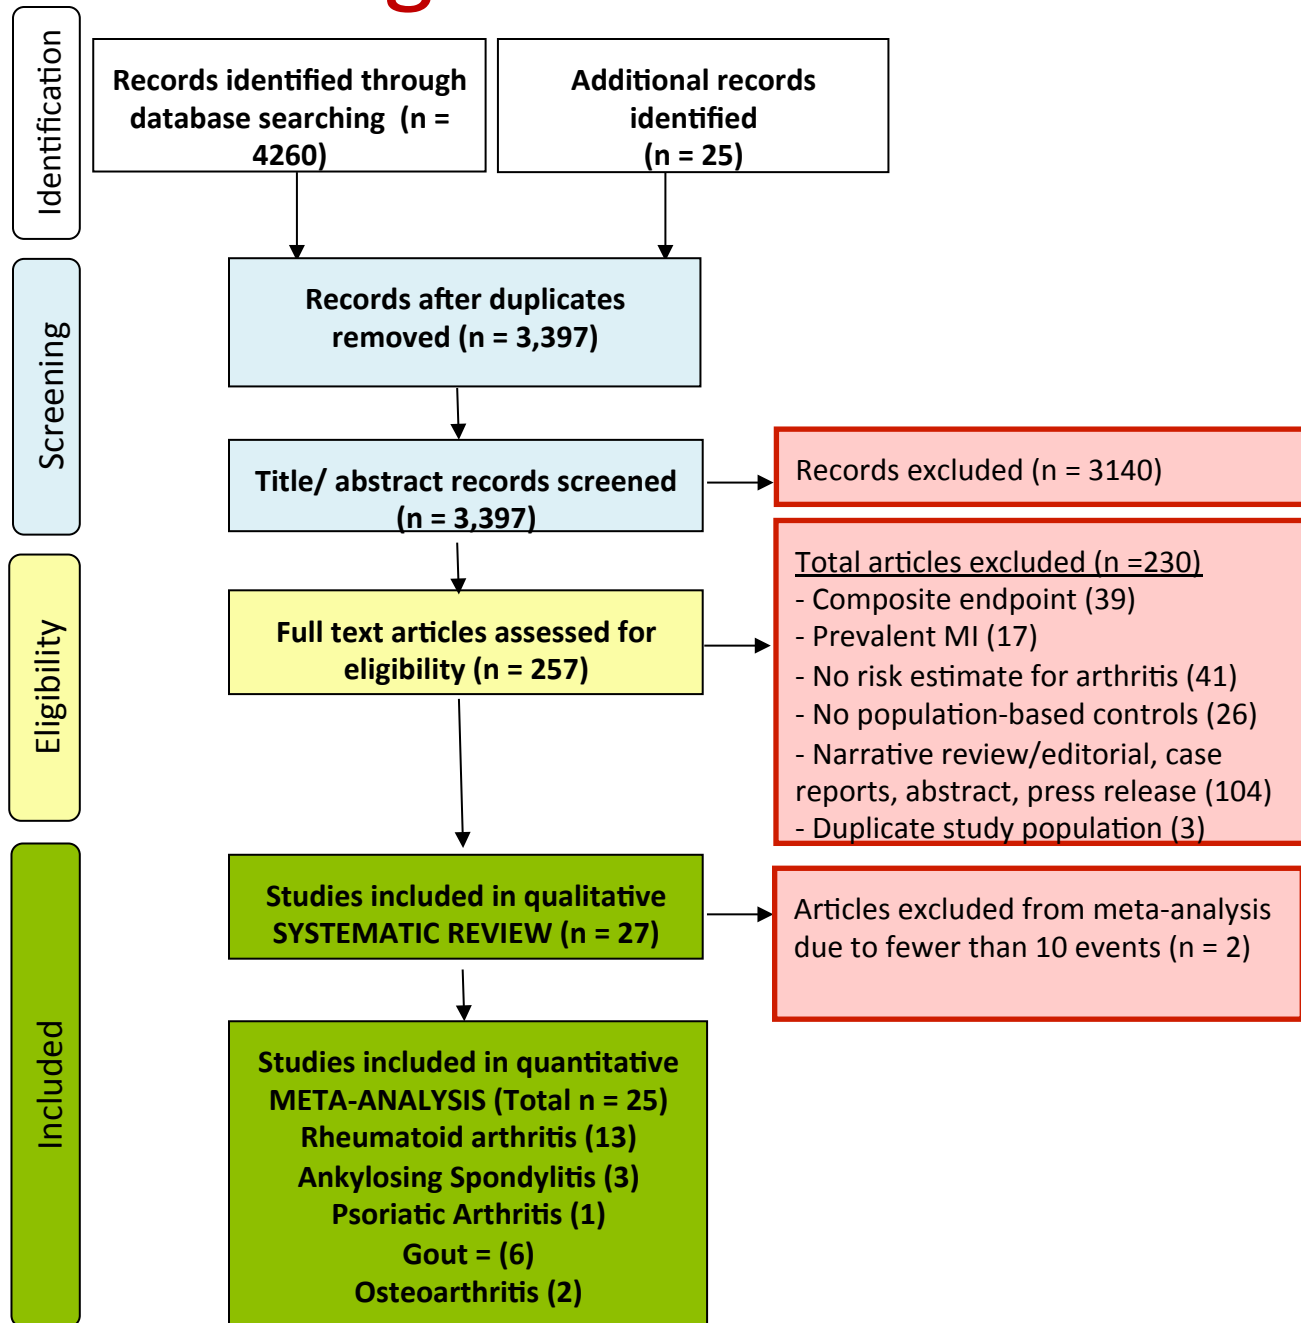 Identification
Records identified through
database searching (n =
4260)
Additional records
identified
(n = 25)
Screening
Records after duplicates
removed (n = 3,397)
Title/ abstract records screened
(n = 3,397)
Records excluded (n = 3140)
Eligibility
Full text articles assessed for
eligibility (n = 257)
Total articles excluded (n =230)
- Composite endpoint (39)
- Prevalent MI (17)
- No risk estimate for arthritis (41)
- No population-based controls (26)
- Narrative review/editorial, case
reports, abstract, press release (104)
- Duplicate study population (3)
Included
Studies included in qualitative
SYSTEMATIC REVIEW (n = 27)
Articles excluded from meta-analysis
due to fewer than 10 events (n = 2)
Studies included in quantitative
META-ANALYSIS (Total n = 25)
Rheumatoid arthritis (13)
Ankylosing Spondylitis (3)
Psoriatic Arthritis (1)
Gout = (6)
Osteoarthritis (2)